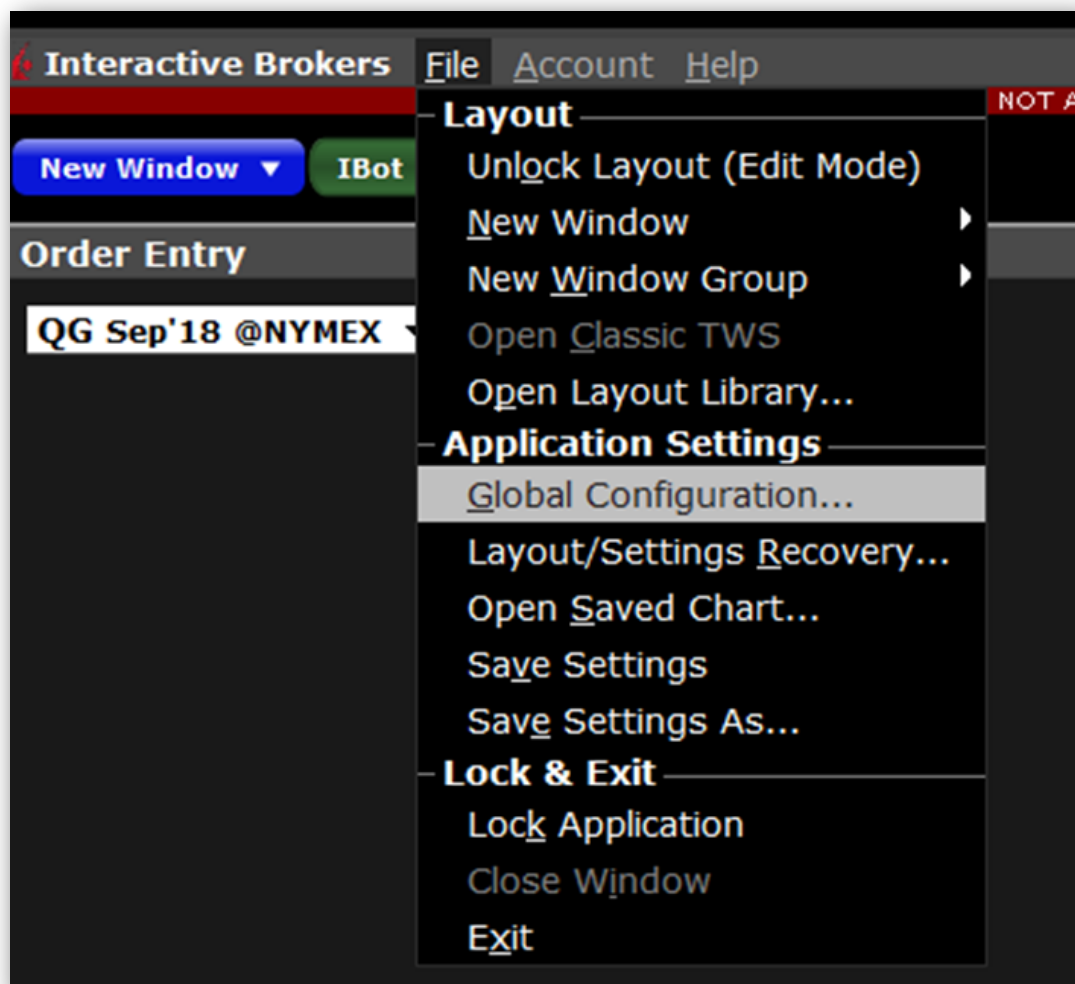 Interactive Brokers File Account Help
NOT A
New Window IBot
Order Entry
QG Sep'18 @NYMEX
Layout
Unlock Layout (Edit Mode)
New Window
New Window Group
Open Classic TWS
Open Layout Library...
Application Settings
Global Configuration...
Layout/Settings Recovery...
Open Saved Chart...
Save Settings
Save Settings As...
Lock & Exit
Lock Application
Close Window
Exit